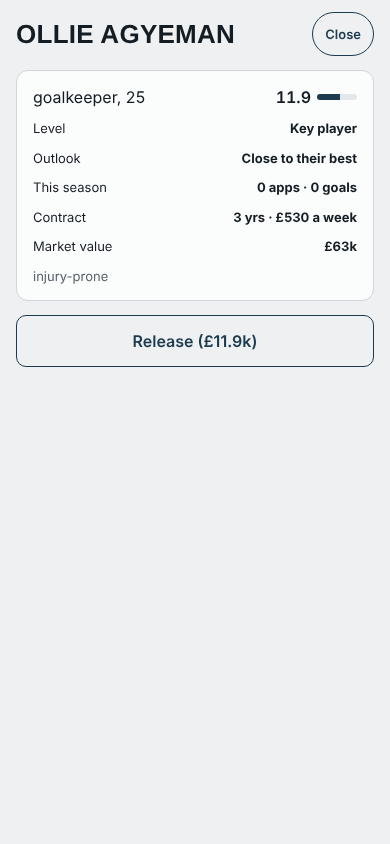 OLLIE AGYEMAN
Close
goalkeeper, 25 11.9
Level Key player
Outlook Close to their best
This season 0 apps · 0 goals
Contract 3 yrs · £530 a week
Market value £63k
injury-prone
Release (£11.9k)